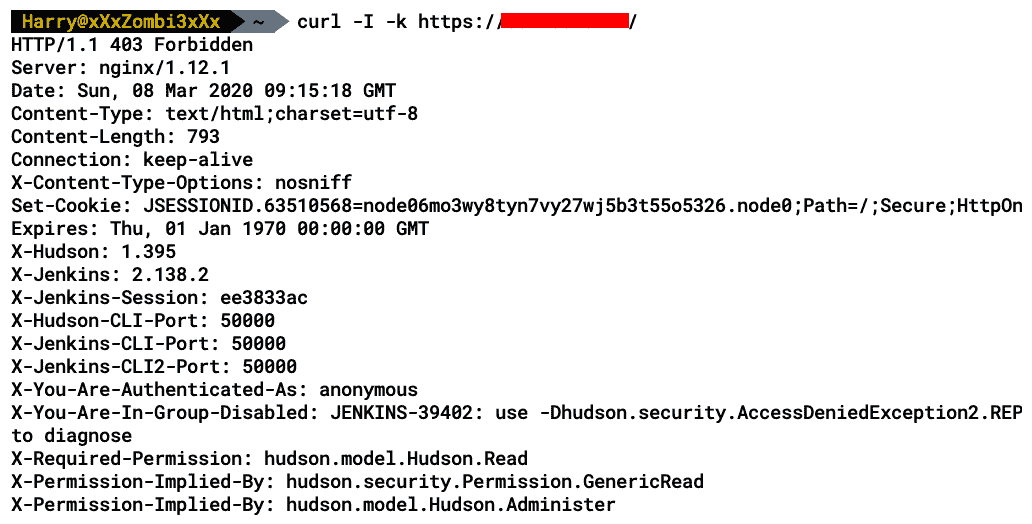 Harry@xXxZombi3xXx ~ curl -I -k https:///
HTTP/1.1 403 Forbidden
Server: nginx/1.12.1
Date: Sun, 08 Mar 2020 09:15:18 GMT
Content-Type: text/html;charset=utf-8
Content-Length: 793
Connection: keep-alive
X-Content-Type-Options: nosniff
Set-Cookie: JSESSIONID.63510568=node06mo3wy8tyn7vy27wj5b3t55o5326.node0;Path=/;Secure;HttpOn
Expires: Thu, 01 Jan 1970 00:00:00 GMT
X-Hudson: 1.395
X-Jenkins: 2.138.2
X-Jenkins-Session: ee3833ac
X-Hudson-CLI-Port: 50000
X-Jenkins-CLI-Port: 50000
X-Jenkins-CLI2-Port: 50000
X-You-Are-Authenticated-As: anonymous
X-You-Are-In-Group-Disabled: JENKINS-39402: use -Dhudson.security.AccessDeniedException2.REP
to diagnose
X-Required-Permission: hudson.model.Hudson.Read
X-Permission-Implied-By: hudson.security.Permission.GenericRead
X-Permission-Implied-By: hudson.model.Hudson.Administer